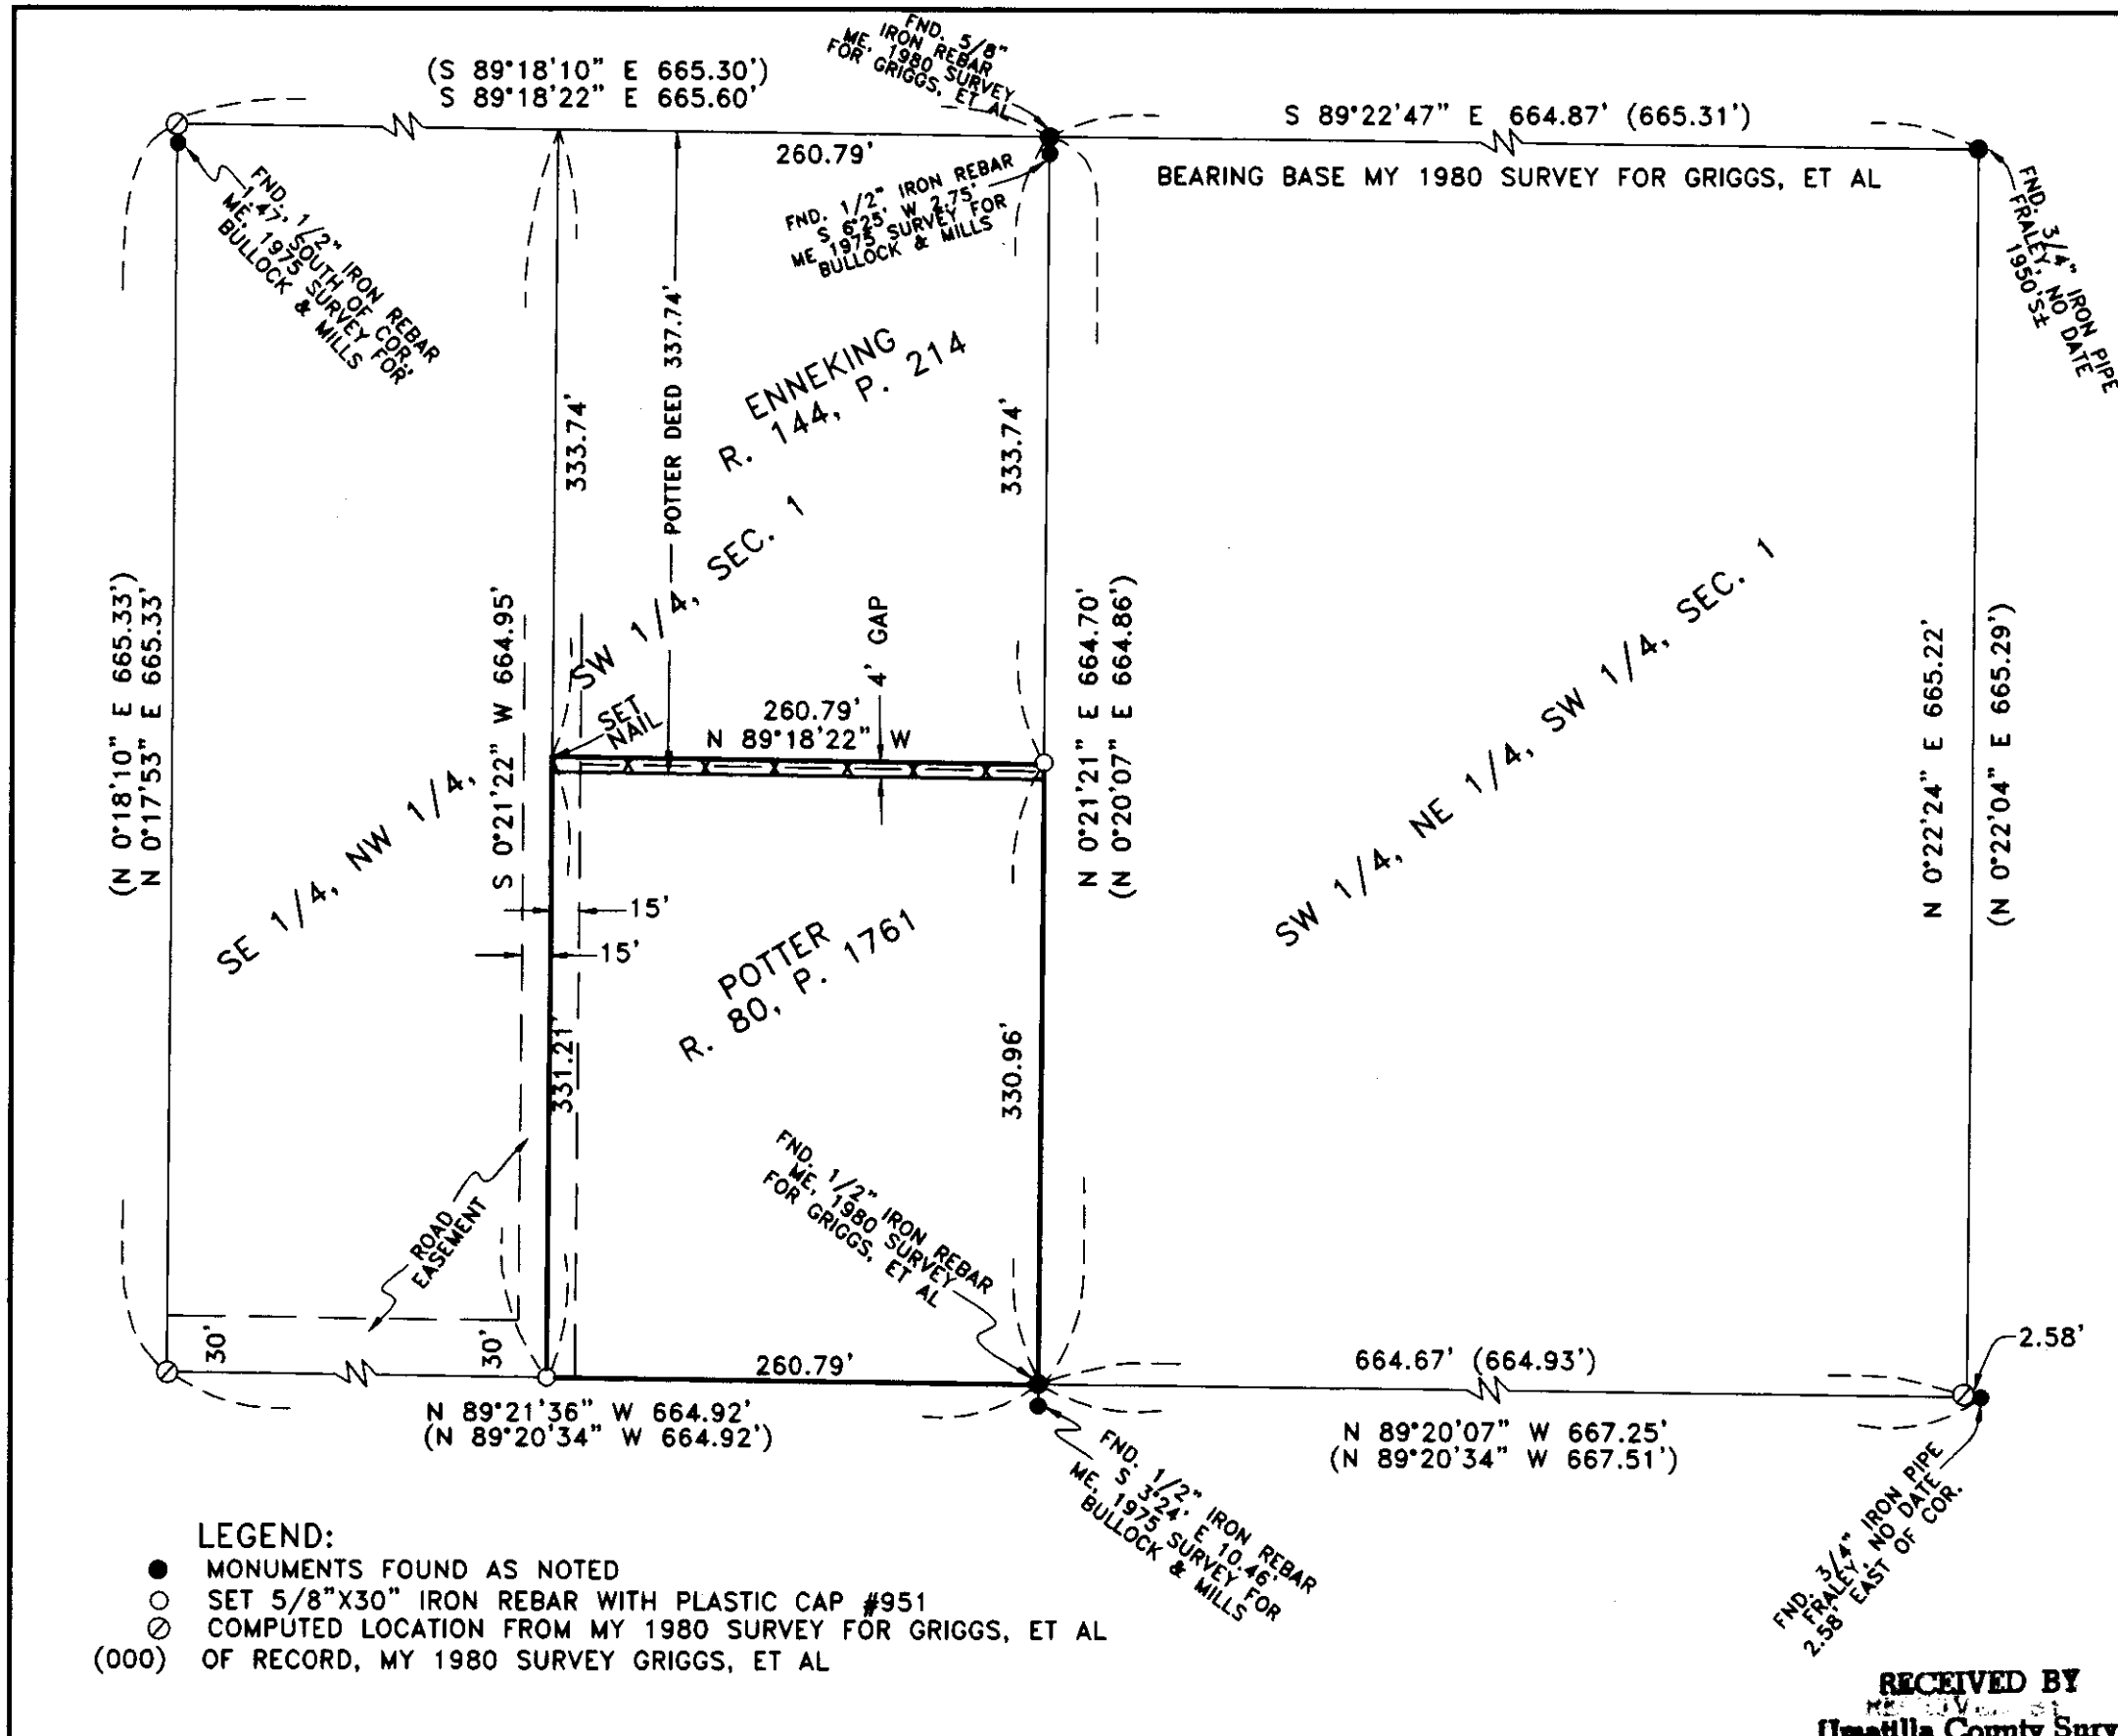 (S 89°18'10" E 665.30')
S 89°18'22" E 665.60'
FND. 5/8"
IRON REBAR
ME, 1980 SURVEY
FOR GRIGGS, ET AL
S 89°22'47" E 664.87' (665.31')
BEARING BASE MY 1980 SURVEY FOR GRIGGS, ET AL
260.79'
FND. 1/2" IRON REBAR
1.47' SOUTH OF COR.,
ME, 1975 SURVEY FOR
BULLOCK & MILLS
FND. 1/2" IRON REBAR
S 6°25' W 2.75'
ME 1975 SURVEY FOR
BULLOCK & MILLS
FND. 3/4" IRON PIPE
FRALEY, NO DATE
1950'S±
333.74'
POTTER DEED 337.74'
ENNEKING
R. 144, P. 214
333.74'
(N 0°18'10" E 665.33')
N 0°17'53" E 665.33'
SE 1/4, NW 1/4, SW 1/4, SEC. 1
S 0°21'22" W 664.95'
SET
NAIL
260.79'
N 89°18'22" W
4' GAP
N 0°21'21" E 664.70'
(N 0°20'07" E 664.86')
SW 1/4, NE 1/4, SW 1/4, SEC. 1
N 0°22'24" E 665.22'
(N 0°22'04" E 665.29')
15'
15'
POTTER
R. 80, P. 1761
331.21'
330.96'
ROAD
EASEMENT
FND. 1/2" IRON REBAR
ME, 1980 SURVEY
FOR GRIGGS, ET AL
30'
30'
260.79'
664.67' (664.93')
2.58'
N 89°21'36" W 664.92'
(N 89°20'34" W 664.92')
N 89°20'07" W 667.25'
(N 89°20'34" W 667.51')
FND. 1/2" IRON REBAR
S 3°24' E 10.46'
ME, 1975 SURVEY FOR
BULLOCK & MILLS
FND. 3/4" IRON PIPE
FRALEY, NO DATE
2.58' EAST OF COR.
LEGEND:
MONUMENTS FOUND AS NOTED
SET 5/8"X30" IRON REBAR WITH PLASTIC CAP #951
COMPUTED LOCATION FROM MY 1980 SURVEY FOR GRIGGS, ET AL
(000) OF RECORD, MY 1980 SURVEY GRIGGS, ET AL
RECEIVED BY
Umatilla County Surv